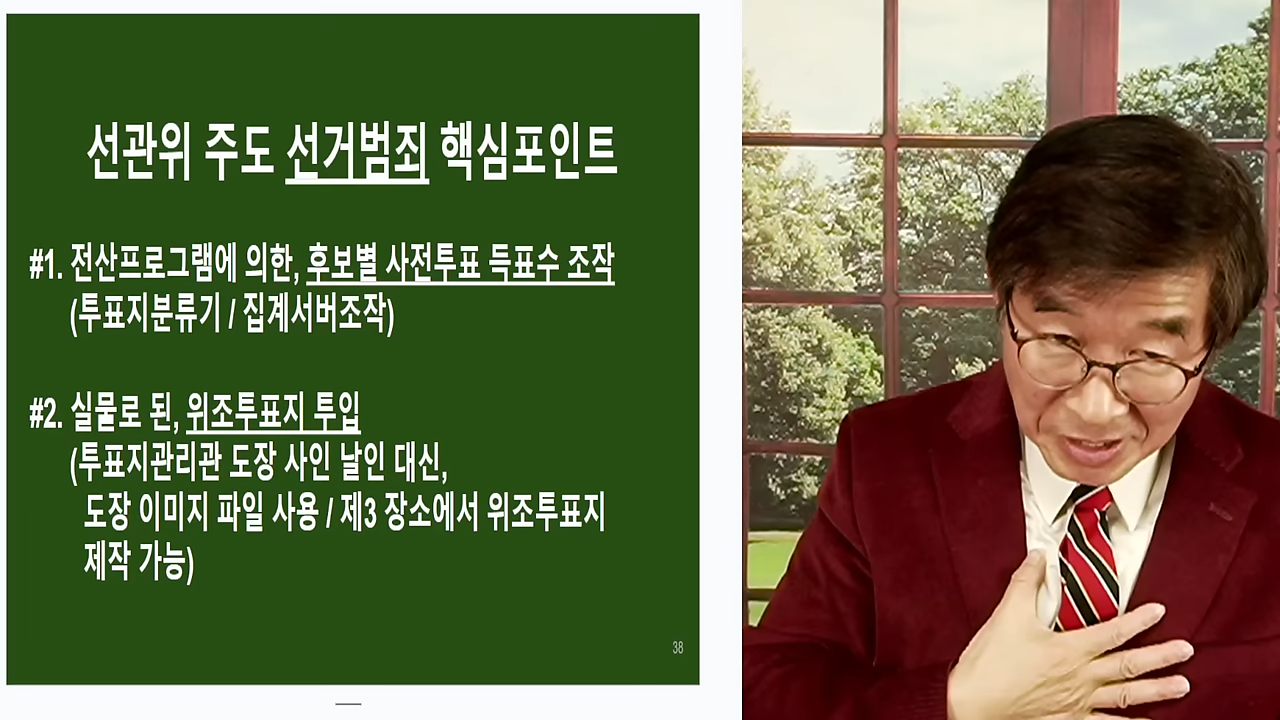 선관위 주도 선거범죄 핵심포인트
#1. 전산프로그램에 의한, 후보별 사전투표 득표수 조작
(투표지분류기 / 집계서버조작)
#2. 실물로 된, 위조투표지 투입
(투표지관리관 도장 사인 날인 대신,
도장 이미지 파일 사용 / 제3 장소에서 위조투표지
제작 가능)
38